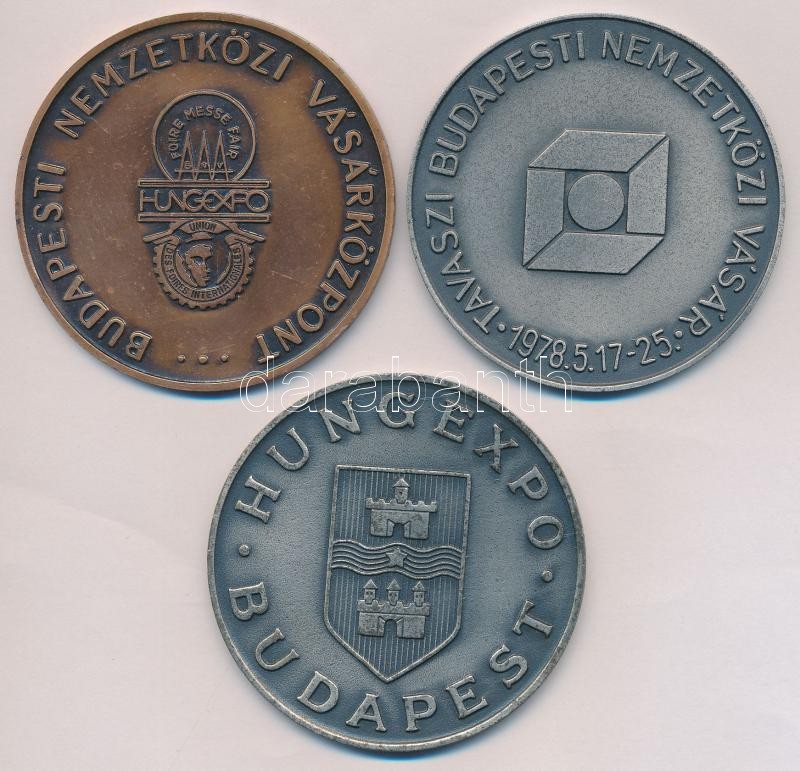 BUDAPESTI NEMZETKÖZI VÁSÁRKÖZPONT ...
FOIRE MESSE FAIR
BNV
HUNGEXPO
UNION
DES FOIRES INTERNATIONALES
TAVASZI BUDAPESTI NEMZETKÖZI VÁSÁR
· 1978.5.17-25. ·
darabanth
HUNGEXPO
· BUDAPEST ·